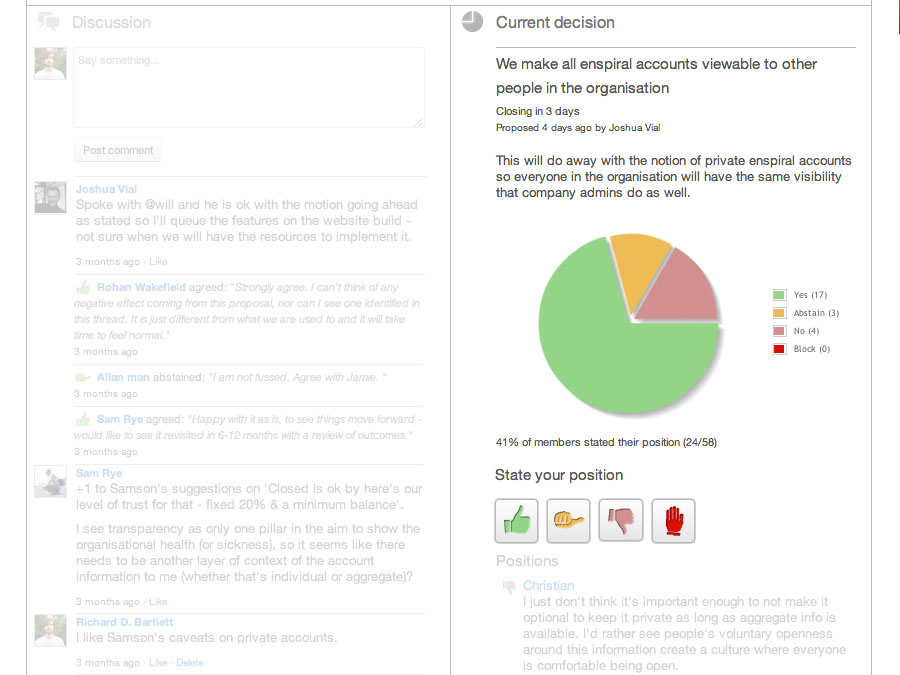 Discussion
Say something...
Post comment
Joshua Vial
Spoke with @will and he is ok with the motion going ahead
as stated so I'll queue the features on the website build -
not sure when we will have the resources to implement it.
3 months ago · Like
Rohan Wakefield agreed: "Strongly agree. I can't think of any
negative effect coming from this proposal, nor can I see one identified in
this thread. It is just different from what we are used to and it will take
time to feel normal."
3 months ago
Allan man abstained: "I am not fussed. Agree with Jamie. "
3 months ago
Sam Rye agreed: "Happy with it as is, to see things move forward -
would like to see it revisited in 6-12 months with a review of outcomes."
3 months ago
Sam Rye
+1 to Samson's suggestions on 'Closed is ok by here's our
level of trust for that - fixed 20% & a minimum balance'.
I see transparency as only one pillar in the aim to show the
organisational health (or sickness), so it seems like there
needs to be another layer of context of the account
information to me (whether that's individual or aggregate)?
3 months ago · Like
Richard D. Bartlett
I like Samson's caveats on private accounts.
3 months ago · Like · Delete
Current decision
We make all enspiral accounts viewable to other
people in the organisation
Closing in 3 days
Proposed 4 days ago by Joshua Vial
This will do away with the notion of private enspiral accounts
so everyone in the organisation will have the same visibility
that company admins do as well.
Yes (17)
Abstain (3)
No (4)
Block (0)
41% of members stated their position (24/58)
State your position
Positions
Christian
I just don't think it's important enough to not make it
optional to keep it private as long as aggregate info is
available. I'd rather see people's voluntary openness
around this information create a culture where everyone
is comfortable being open.